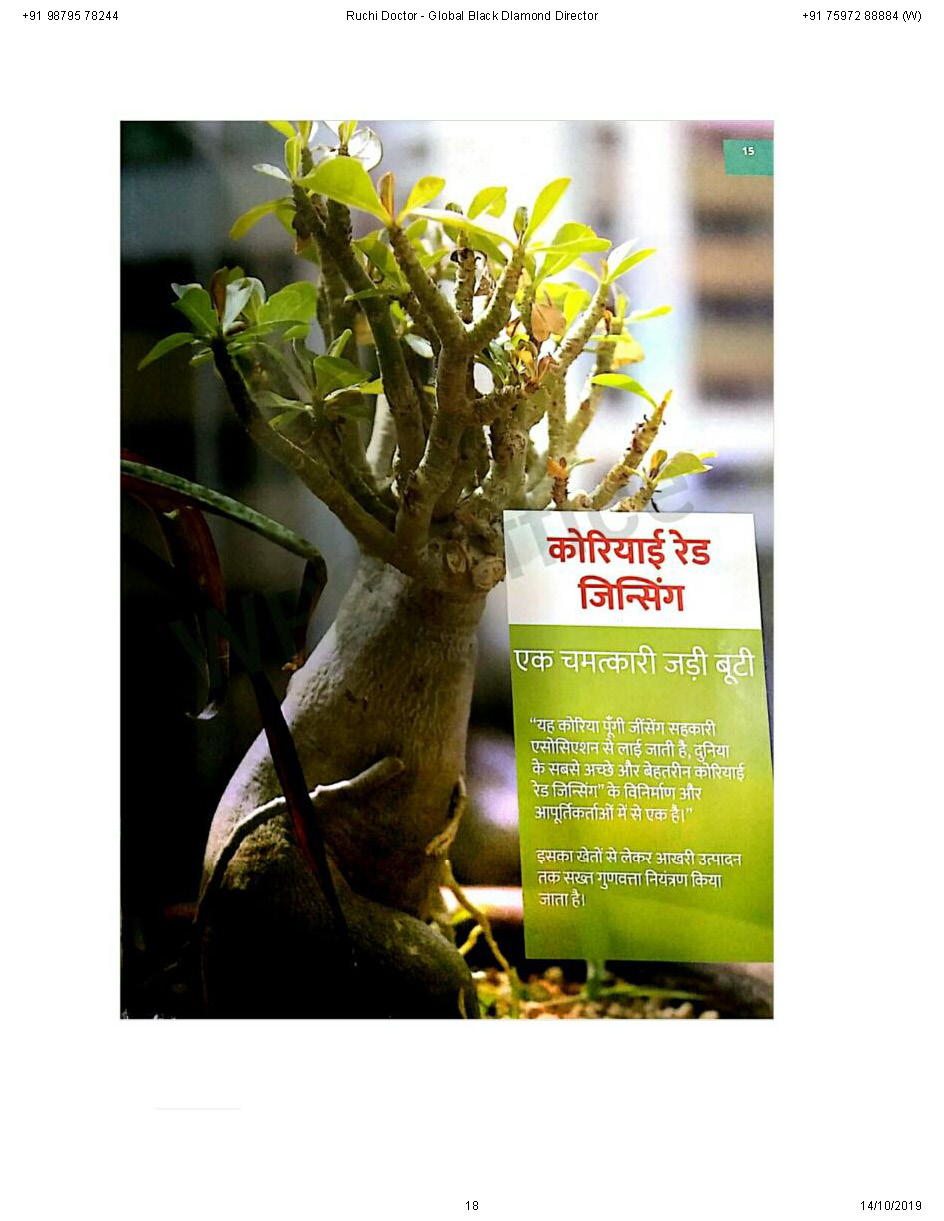 +91 98795 78244
Ruchi Doctor - Global Black DIamond Director
+91 75972 88884 (W)
15
कोरियाई रेड
जिन्सिंग
एक चमत्कारी जड़ी बूटी
“यह कोरिया पूँगी जींसेंग सहकारी
एसोसिएशन से लाई जाती है, दुनिया
के सबसे अच्छे और बेहतरीन कोरियाई
रेड जिन्सिंग” के विनिर्माण और
आपूर्तिकर्ताओं में से एक है।”
इसका खेतों से लेकर आखरी उत्पादन
तक सख्त गुणवत्ता नियंत्रण किया
जाता है।
18
14/10/2019